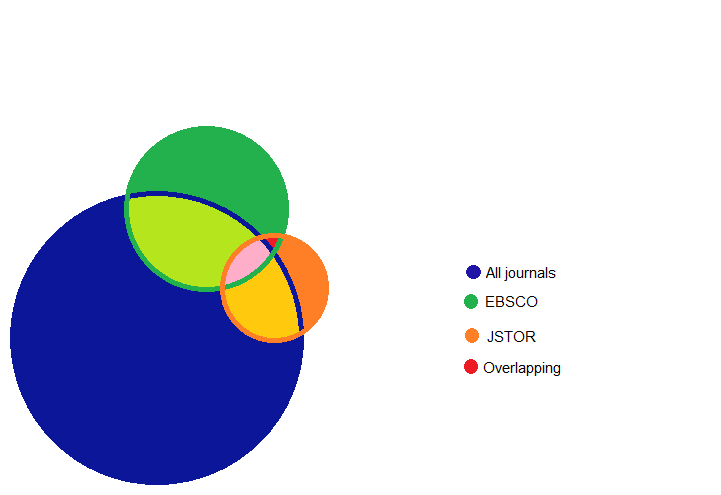 All journals
EBSCO
JSTOR
Overlapping